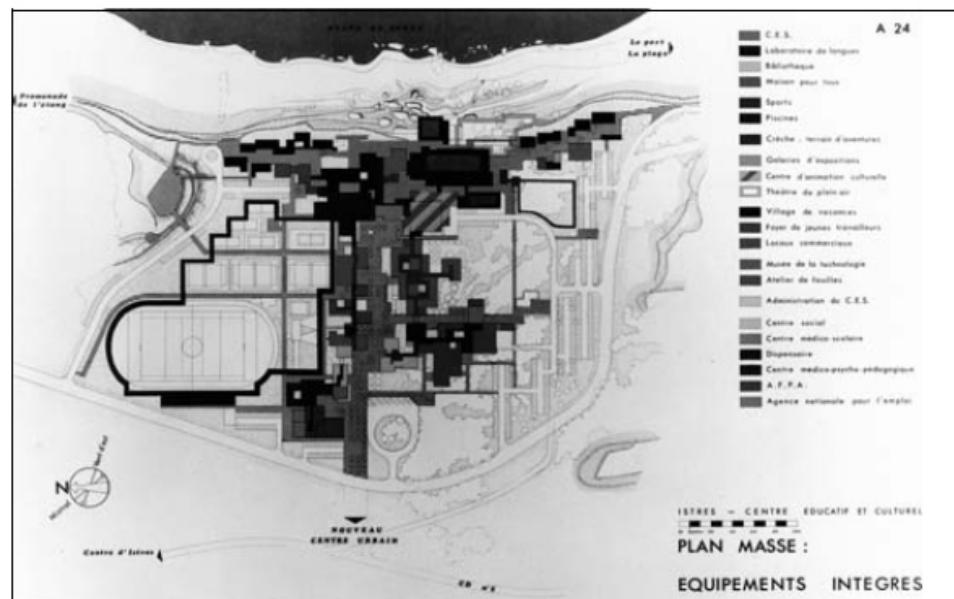 A 24
Le port
La plage
Promenade
de l'étang
C.E.S.
Laboratoire de langues
Bibliothèque
Maison pour tous
Sports
Piscines
Crèche . terrain d'aventures
Galeries d'expositions
Centre d'animation culturelle
Théâtre de plein air
Village de vacances
Foyer de jeunes travailleurs
Locaux commerciaux
Musée de la technologie
Atelier de fouilles
Administration du C.E.S.
Centre social
Centre médico-scolaire
Dispensaire
Centre médico-psycho-pédagogique
A.F.P.A.
Agence nationale pour l'emploi
N
Mistral
NOUVEAU
CENTRE URBAIN
Centre d'Istres
ISTRES - CENTRE EDUCATIF ET CULTUREL
PLAN MASSE :
EQUIPEMENTS INTEGRES